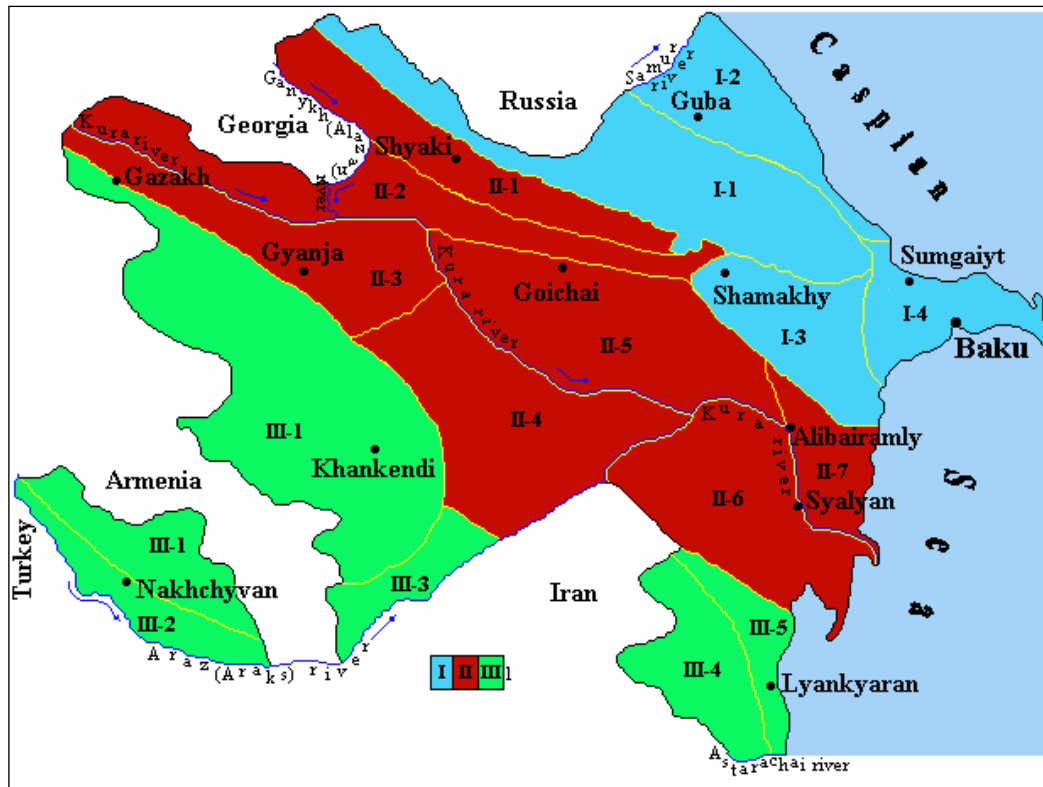 Caspian
Sea
Samur
river
I-2
Guba
Russia
Ganykh (Alazan)
river
Georgia
Kura river
Shyaki
Gazakh
II-1
I-1
II-2
Sumgaiyt
Gyanja
II-3
Kura river
Goichai
Shamakhy
I-4
I-3
Baku
II-5
II-4
Kura river
Alibairamly
III-1
Khankendi
II-7
Armenia
II-6
Syalyan
Turkey
III-1
Nakhchyvan
III-3
Iran
III-2
III-5
Araz (Araks) river
III-4
I II III 1
Lyankyaran
Astarachai river